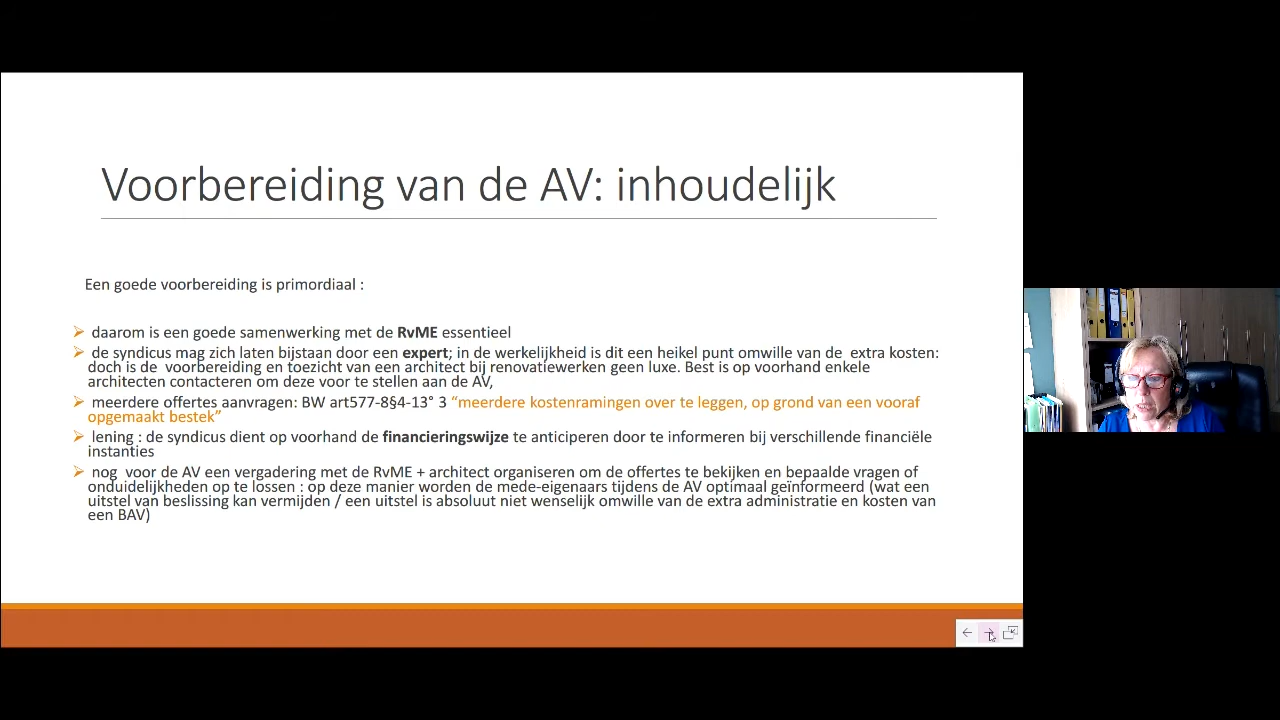 Voorbereiding van de AV: inhoudelijk
Een goede voorbereiding is primordiaal :
daarom is een goede samenwerking met de RvME essentieel
de syndicus mag zich laten bijstaan door een expert; in de werkelijkheid is dit een heikel punt omwille van de extra kosten:
doch is de voorbereiding en toezicht van een architect bij renovatiewerken geen luxe. Best is op voorhand enkele
architecten contacteren om deze voor te stellen aan de AV,
meerdere offertes aanvragen: BW art577-8§4-13° 3 “meerdere kostenramingen over te leggen, op grond van een vooraf
opgemaakt bestek”
lening : de syndicus dient op voorhand de financieringswijze te anticiperen door te informeren bij verschillende financiële
instanties
nog voor de AV een vergadering met de RvME + architect organiseren om de offertes te bekijken en bepaalde vragen of
onduidelijkheden op te lossen : op deze manier worden de mede-eigenaars tijdens de AV optimaal geïnformeerd (wat een
uitstel van beslissing kan vermijden / een uitstel is absoluut niet wenselijk omwille van de extra administratie en kosten van
een BAV)